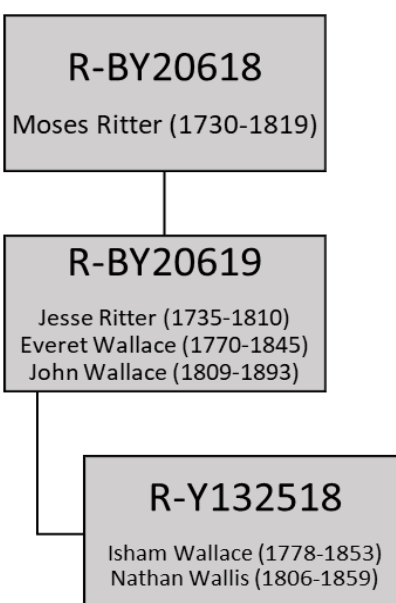 R-BY20618
Moses Ritter (1730-1819)
R-BY20619
Jesse Ritter (1735-1810)
Everet Wallace (1770-1845)
John Wallace (1809-1893)
R-Y132518
Isham Wallace (1778-1853)
Nathan Wallis (1806-1859)